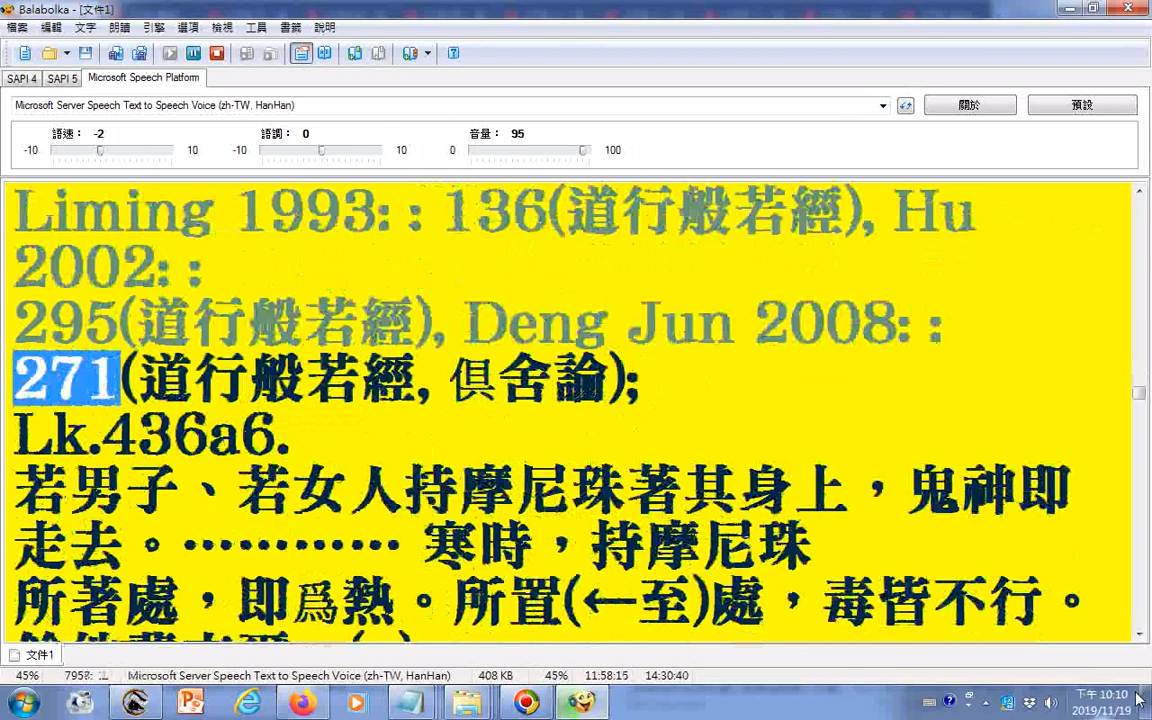 Balabolka - [文件1]
檔案 編輯 文字 朗讀 引擎 選項 檢視 工具 書籤 說明
SAPI 4 SAPI 5 Microsoft Speech Platform
Microsoft Server Speech Text to Speech Voice (zh-TW, HanHan)
關於 預設
語速： -2 語調： 0 音量： 95
-10 10 -10 10 0 100
Liming 1993: : 136(道行般若經), Hu
2002: :
295(道行般若經), Deng Jun 2008: :
271(道行般若經, 俱舍論);
Lk.436a6.
若男子、若女人持摩尼珠著其身上，鬼神即
走去。………… 寒時，持摩尼珠
所著處，即爲熱。所置(←至)處，毒皆不行。
文件1
45% Microsoft Server Speech Text to Speech Voice (zh-TW, HanHan) 408 KB 45% 11:58:15 14:30:40
下午 10:10
2019/11/19